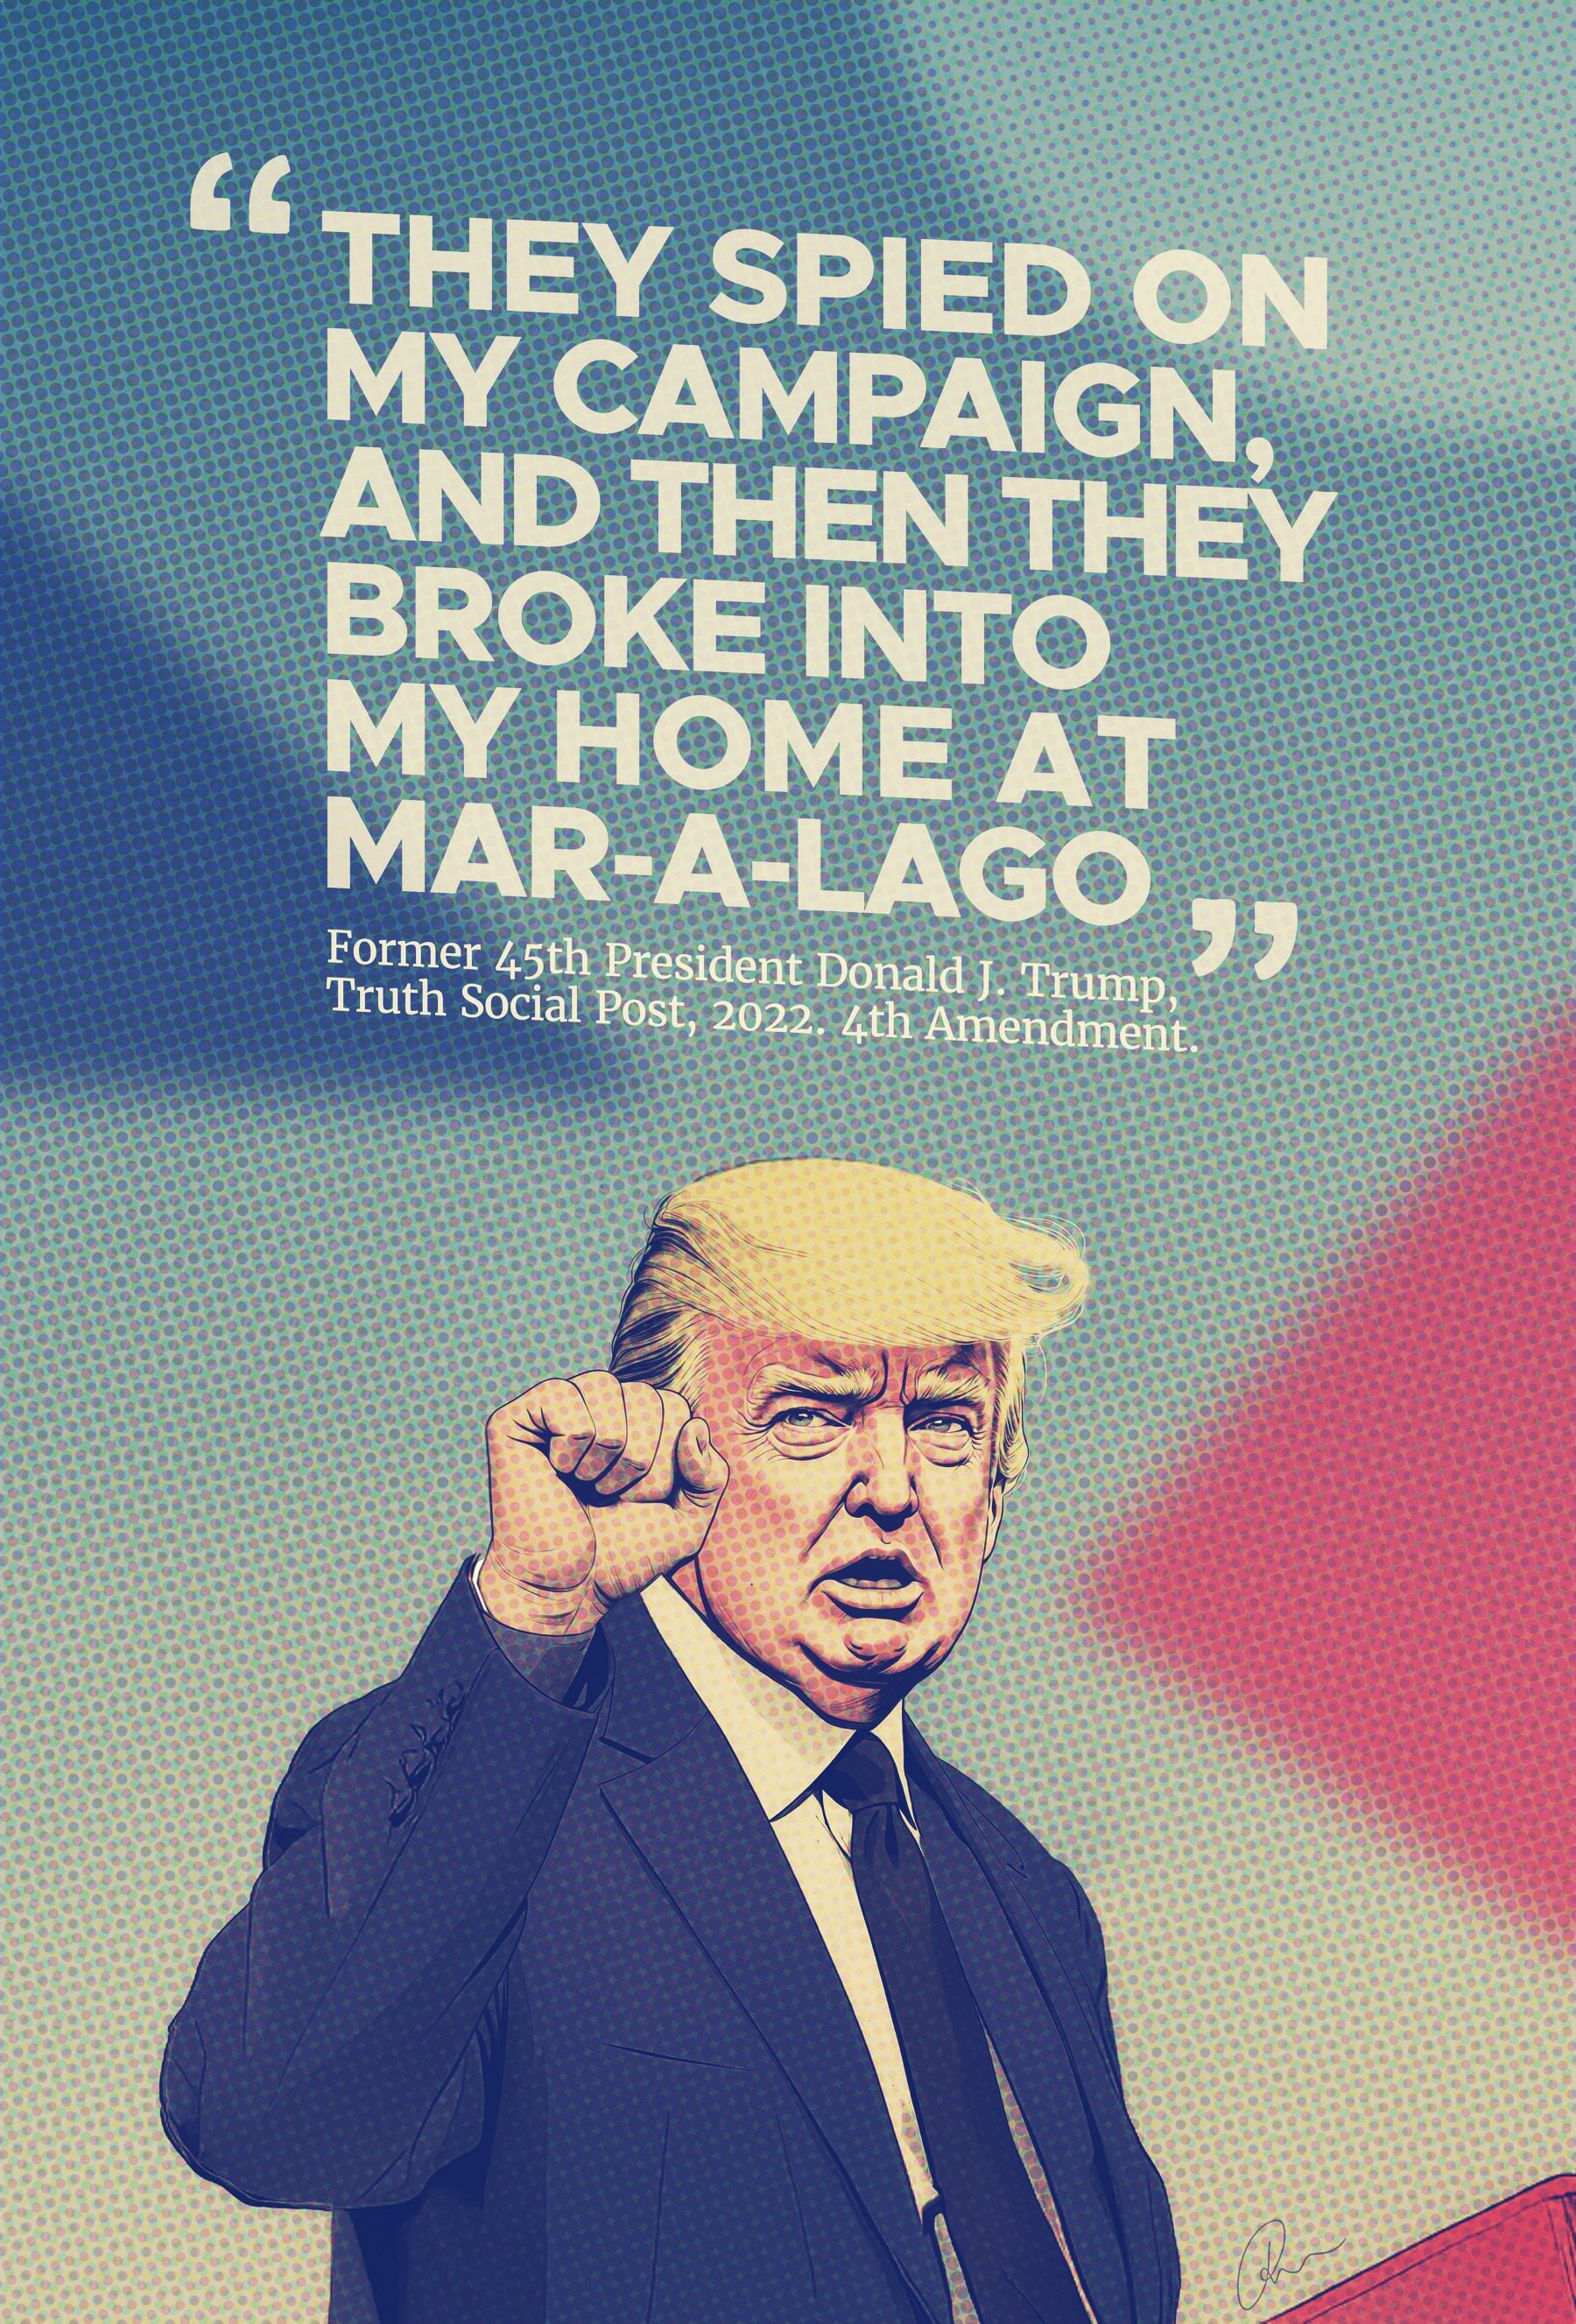 “THEY SPIED ON
MY CAMPAIGN,
AND THEN THEY
BROKE INTO
MY HOME AT
MAR-A-LAGO”
Former 45th President Donald J. Trump,
Truth Social Post, 2022. 4th Amendment.